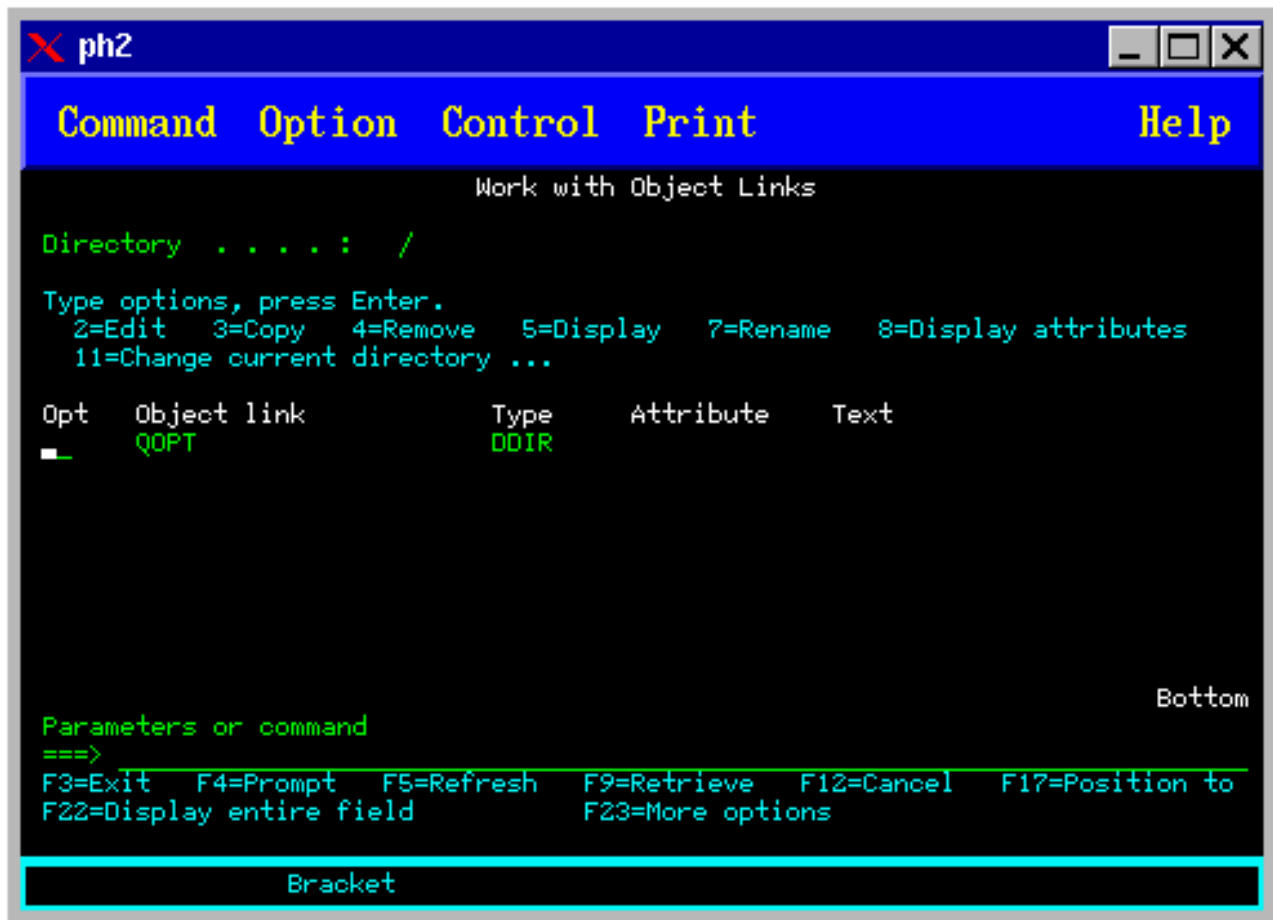 ph2
Command Option Control Print Help
Work with Object Links
Directory . . . . : /
Type options, press Enter.
2=Edit 3=Copy 4=Remove 5=Display 7=Rename 8=Display attributes
11=Change current directory ...
Opt Object link Type Attribute Text
QOPT DDIR
Bottom
Parameters or command
===>
F3=Exit F4=Prompt F5=Refresh F9=Retrieve F12=Cancel F17=Position to
F22=Display entire field F23=More options
Bracket